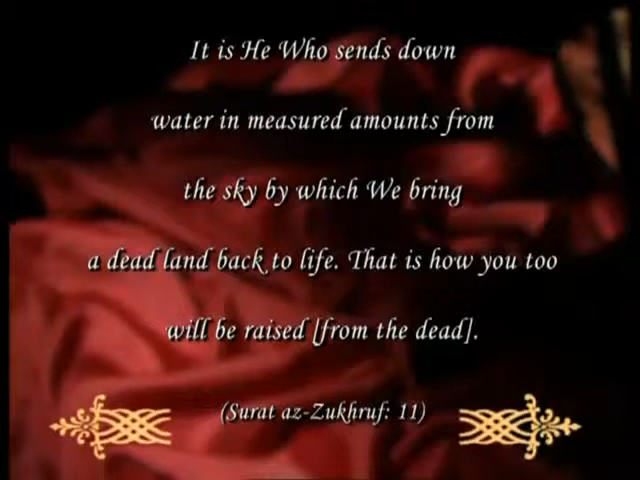 It is He Who sends down
water in measured amounts from
the sky by which We bring
a dead land back to life. That is how you too
will be raised [from the dead].
(Surat az-Zukhruf: 11)